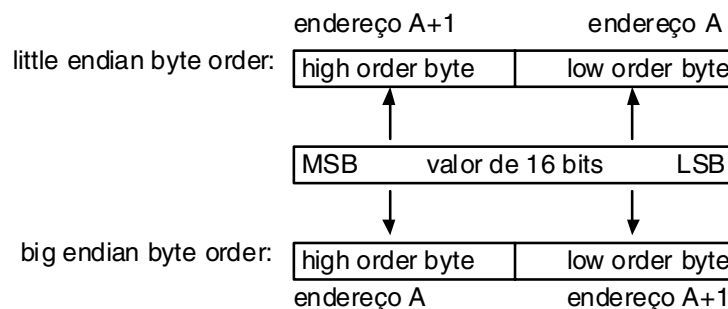 endereço A+1 endereço A
little endian byte order: high order byte low order byte
MSB valor de 16 bits LSB
big endian byte order: high order byte low order byte
endereço A endereço A+1